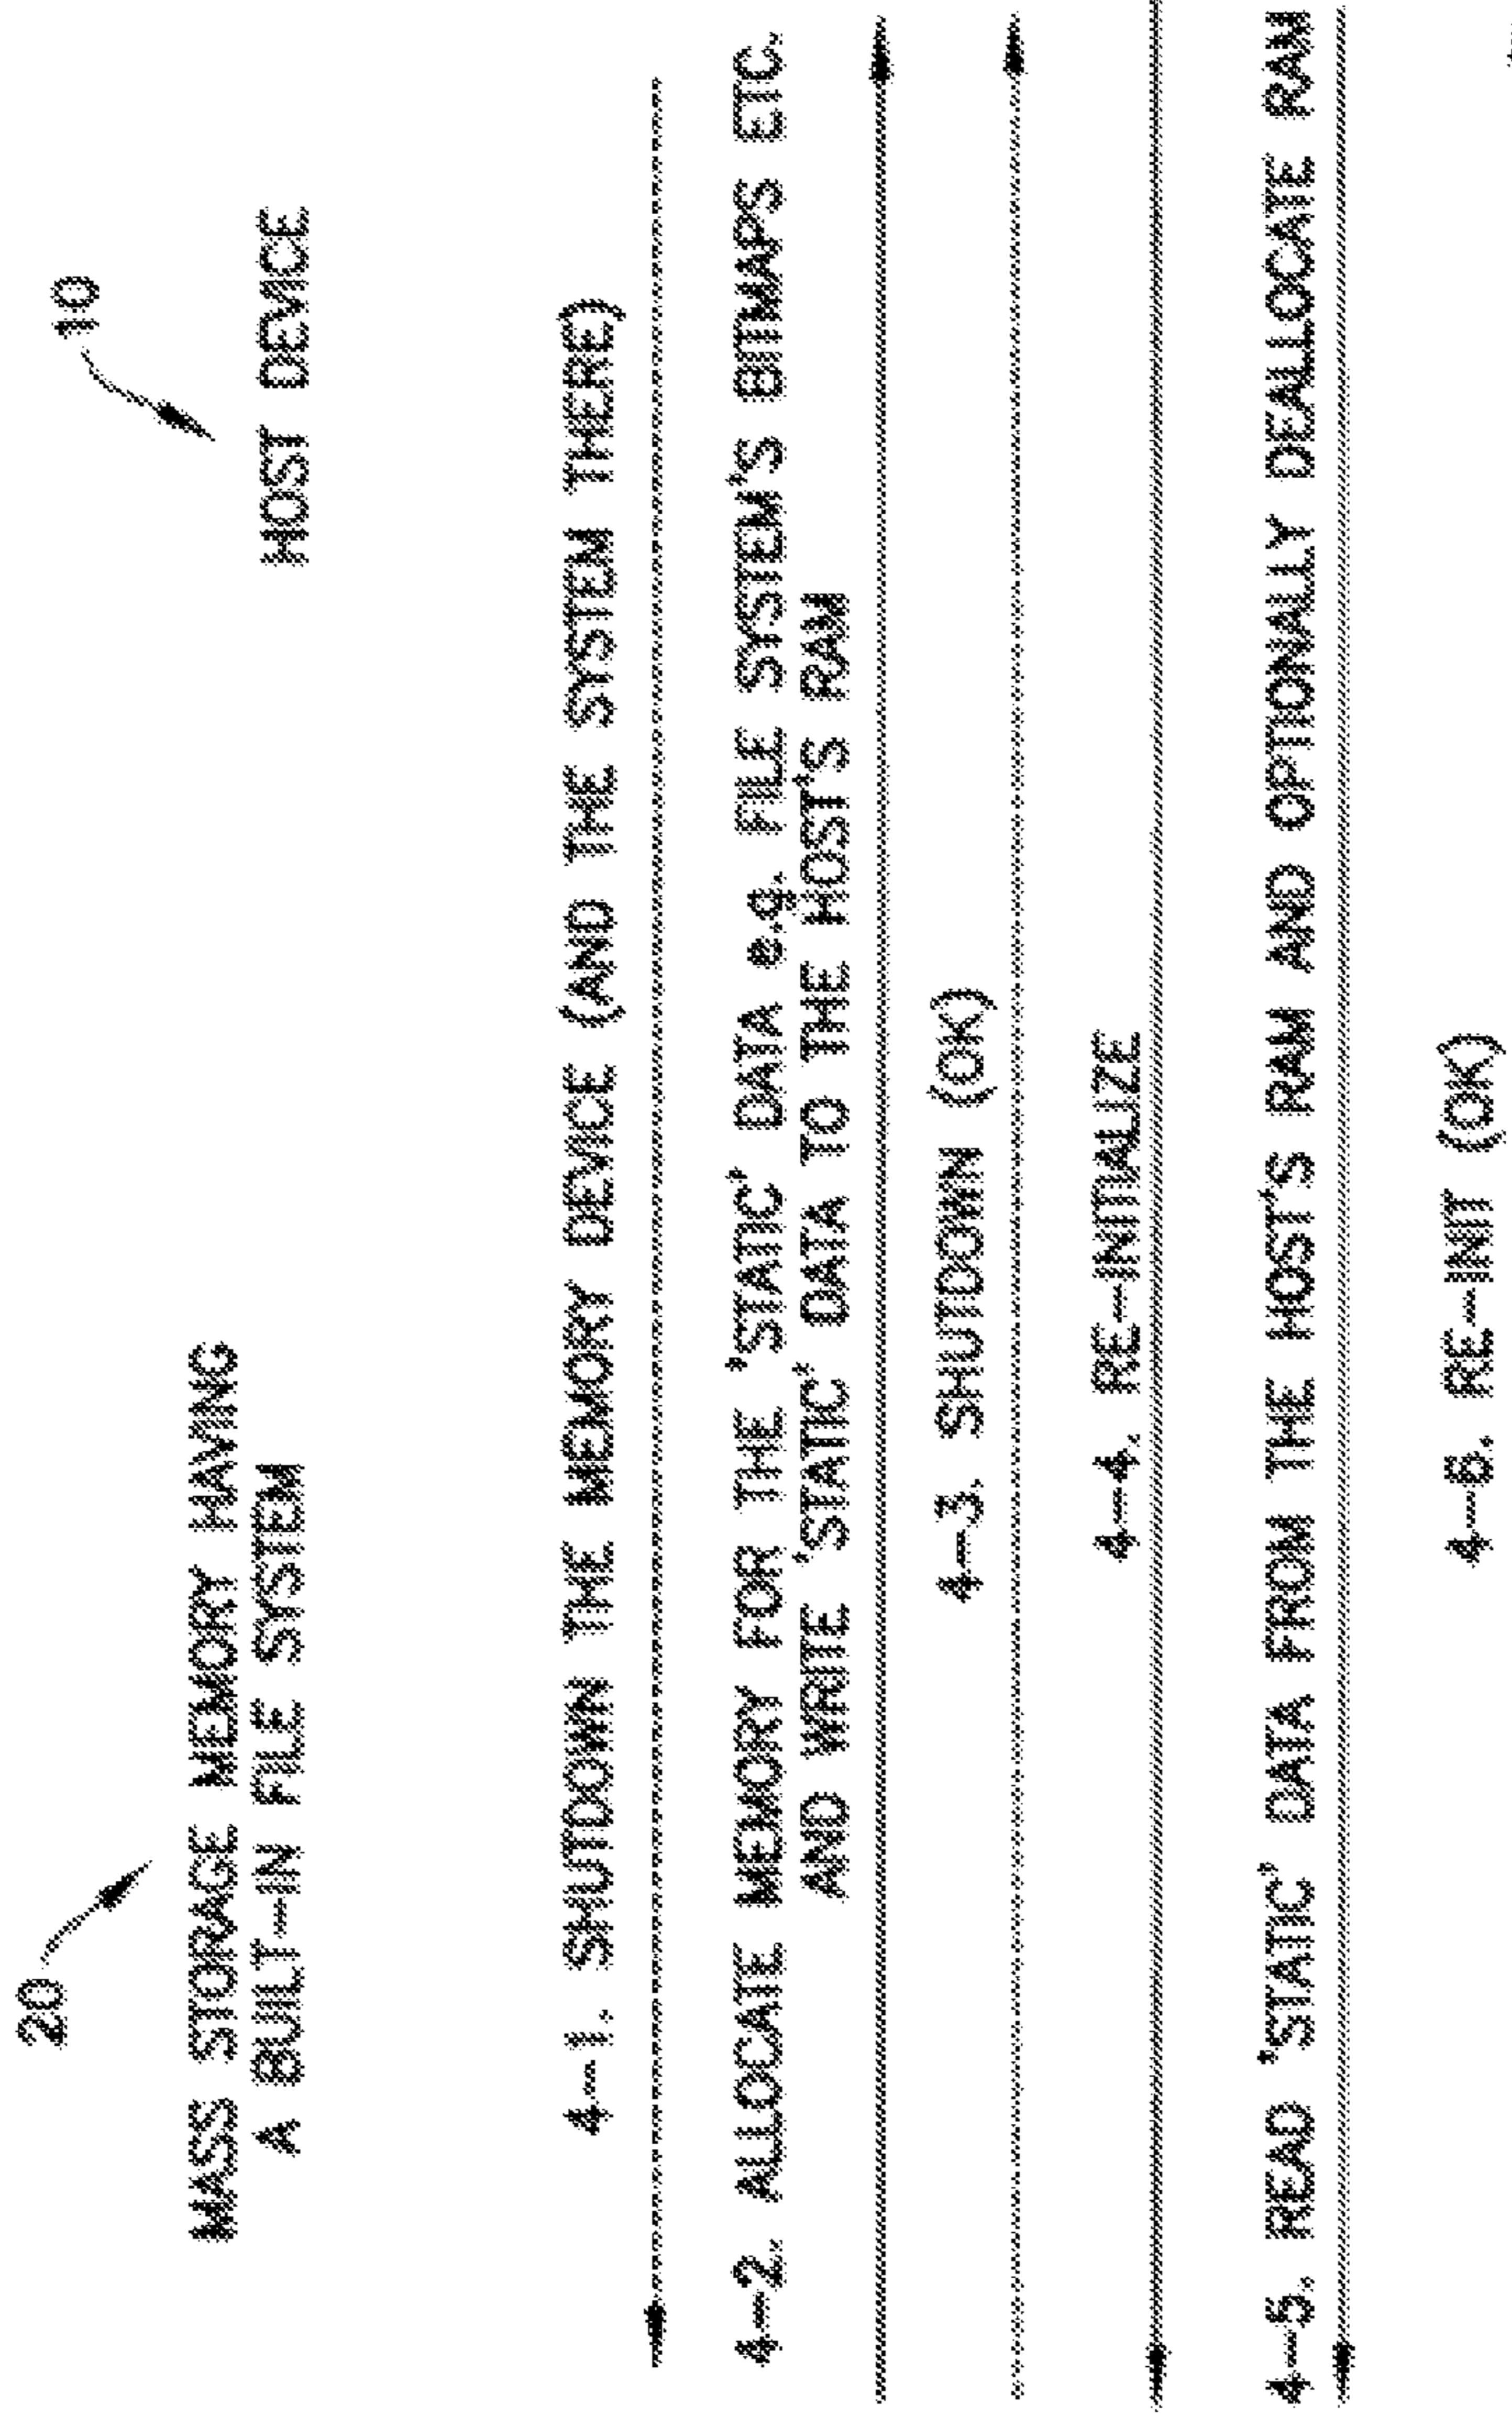 20
MASS STORAGE MEMORY HAVING
A BUILT-IN FILE SYSTEM
10
HOST DEVICE
4-1. SHUTDOWN THE MEMORY DEVICE (AND THE SYSTEM THERE)
4-2. ALLOCATE MEMORY FOR THE 'STATIC' DATA e.g. FILE SYSTEM'S BITMAPS ETC.
AND WRITE 'STATIC' DATA TO THE HOST'S RAM
4-3. SHUTDOWN (OK)
4-4. RE-INITIALIZE
4-5. READ 'STATIC' DATA FROM THE HOST'S RAM AND OPTIONALLY DEALLOCATE RAM
4-6. RE-INIT (OK)